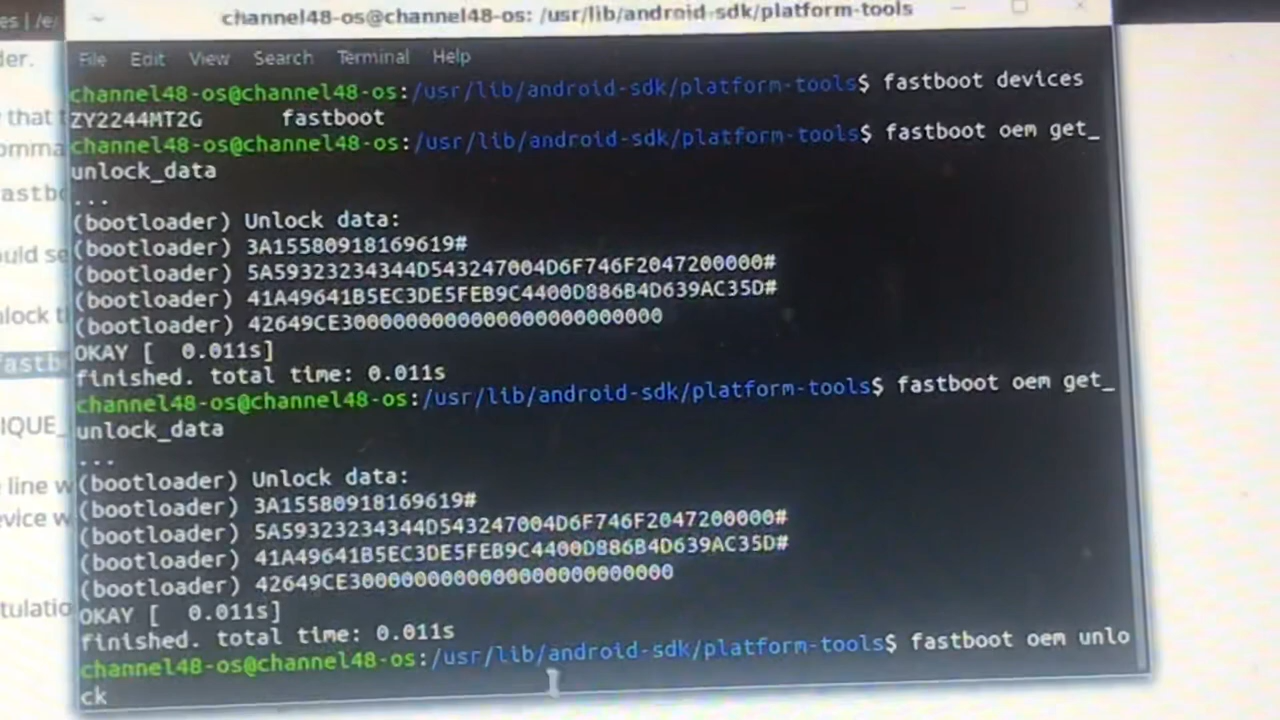 channel48-os@channel48-os: /usr/lib/android-sdk/platform-tools
File Edit View Search Terminal Help
channel48-os@channel48-os:/usr/lib/android-sdk/platform-tools$ fastboot devices
ZY2244MT2G fastboot
channel48-os@channel48-os:/usr/lib/android-sdk/platform-tools$ fastboot oem get_
unlock_data
...
(bootloader) Unlock data:
(bootloader) 3A15580918169619#
(bootloader) 5A59323234344D543247004D6F746F2047200000#
(bootloader) 41A49641B5EC3DE5FEB9C4400D886B4D639AC35D#
(bootloader) 42649CE3000000000000000000000000
OKAY [ 0.011s]
finished. total time: 0.011s
channel48-os@channel48-os:/usr/lib/android-sdk/platform-tools$ fastboot oem get_
unlock_data
...
(bootloader) Unlock data:
(bootloader) 3A15580918169619#
(bootloader) 5A59323234344D543247004D6F746F2047200000#
(bootloader) 41A49641B5EC3DE5FEB9C4400D886B4D639AC35D#
(bootloader) 42649CE3000000000000000000000000
OKAY [ 0.011s]
finished. total time: 0.011s
channel48-os@channel48-os:/usr/lib/android-sdk/platform-tools$ fastboot oem unlo
ck